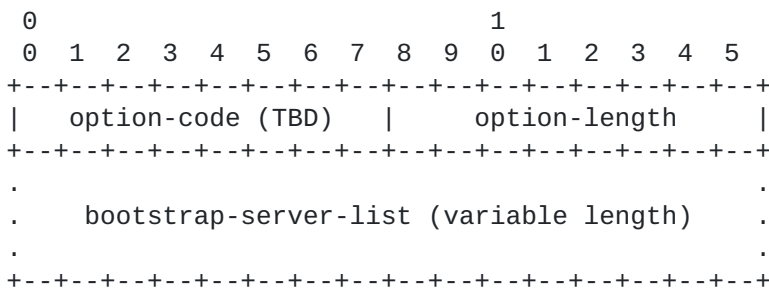 0                             1
 0  1  2  3  4  5  6  7  8  9  0  1  2  3  4  5
+--+--+--+--+--+--+--+--+--+--+--+--+--+--+--+--+
|   option-code (TBD)   |     option-length     |
+--+--+--+--+--+--+--+--+--+--+--+--+--+--+--+--+
.                                               .
.    bootstrap-server-list (variable length)    .
.                                               .
+--+--+--+--+--+--+--+--+--+--+--+--+--+--+--+--+